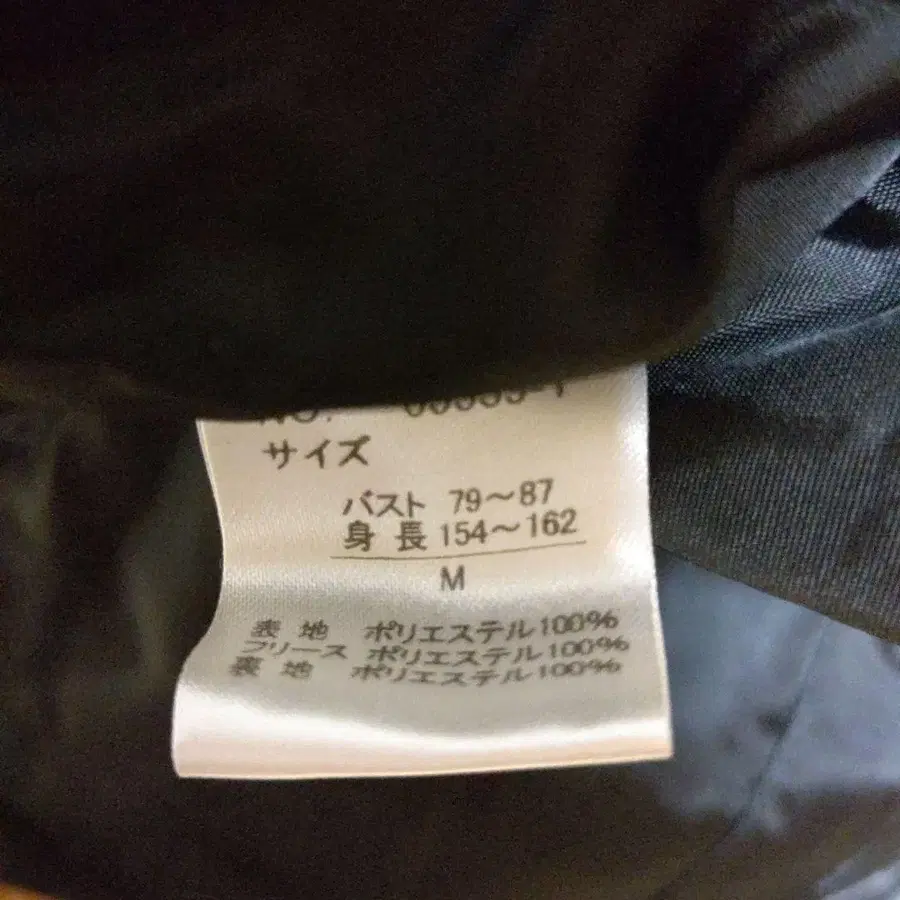 サイズ
バスト 79〜87
身長 154〜162
M
表地 ポリエステル100%
フリース ポリエステル100%
裏地 ポリエステル100%